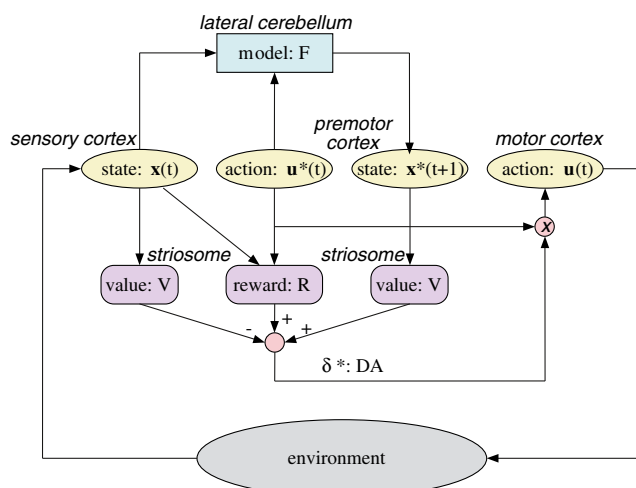 lateral cerebellum
model: F
sensory cortex
premotor
cortex
motor cortex
state: x(t)
action: u*(t)
state: x*(t+1)
action: u(t)
x
striosome
striosome
value: V
reward: R
value: V
-
+
+
δ *: DA
environment